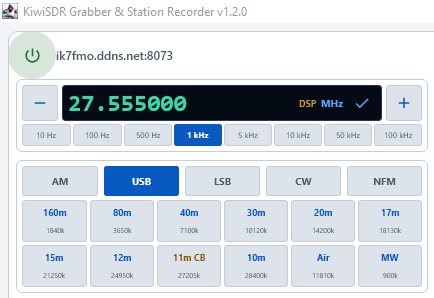 KiwiSDR Grabber & Station Recorder v1.2.0
ik7fmo.ddns.net:8073
− 27.555000 DSP MHz +
10 Hz 100 Hz 500 Hz 1 kHz 5 kHz 10 kHz 50 kHz 100 kHz
AM USB LSB CW NFM
160m 80m 40m 30m 20m 17m
1840k 3650k 7100k 10120k 14200k 18130k
15m 12m 11m CB 10m Air MW
21250k 24950k 27205k 28400k 11810k 900k